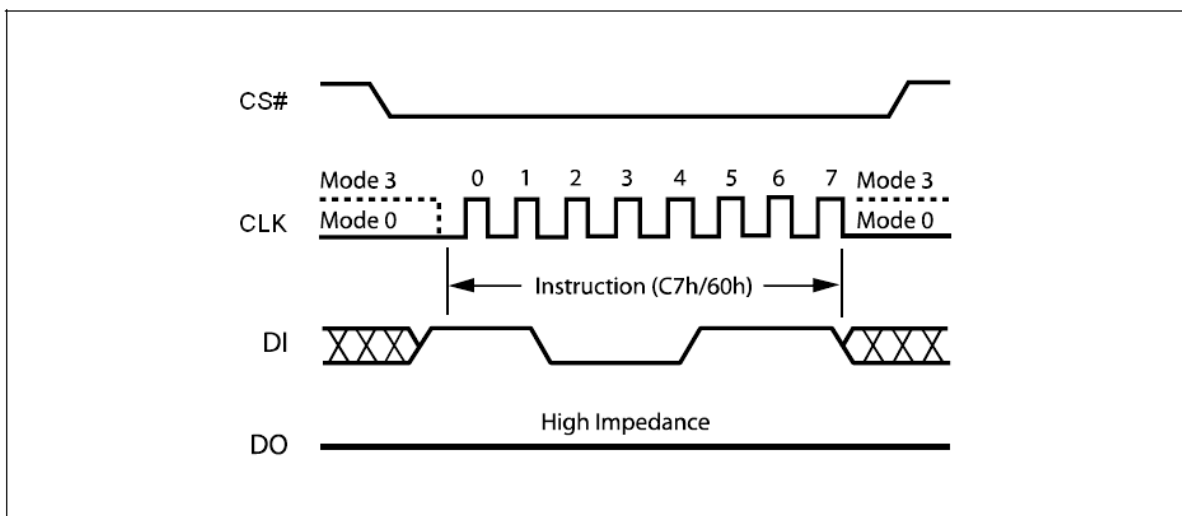 CS#
Mode 3 0 1 2 3 4 5 6 7 Mode 3
CLK Mode 0 Mode 0
Instruction (C7h/60h)
DI
High Impedance
DO